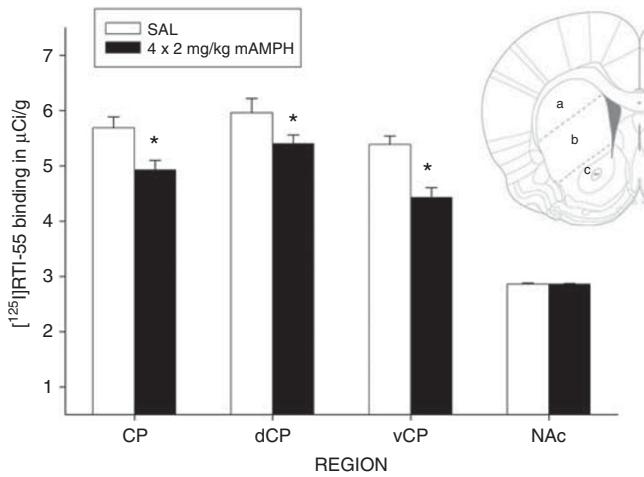 SAL
4 x 2 mg/kg mAMPH
[¹²⁵I]RTI-55 binding in µCi/g
7
6
5
4
3
2
1
*
*
*
a
b
c
CP
dCP
vCP
NAc
REGION